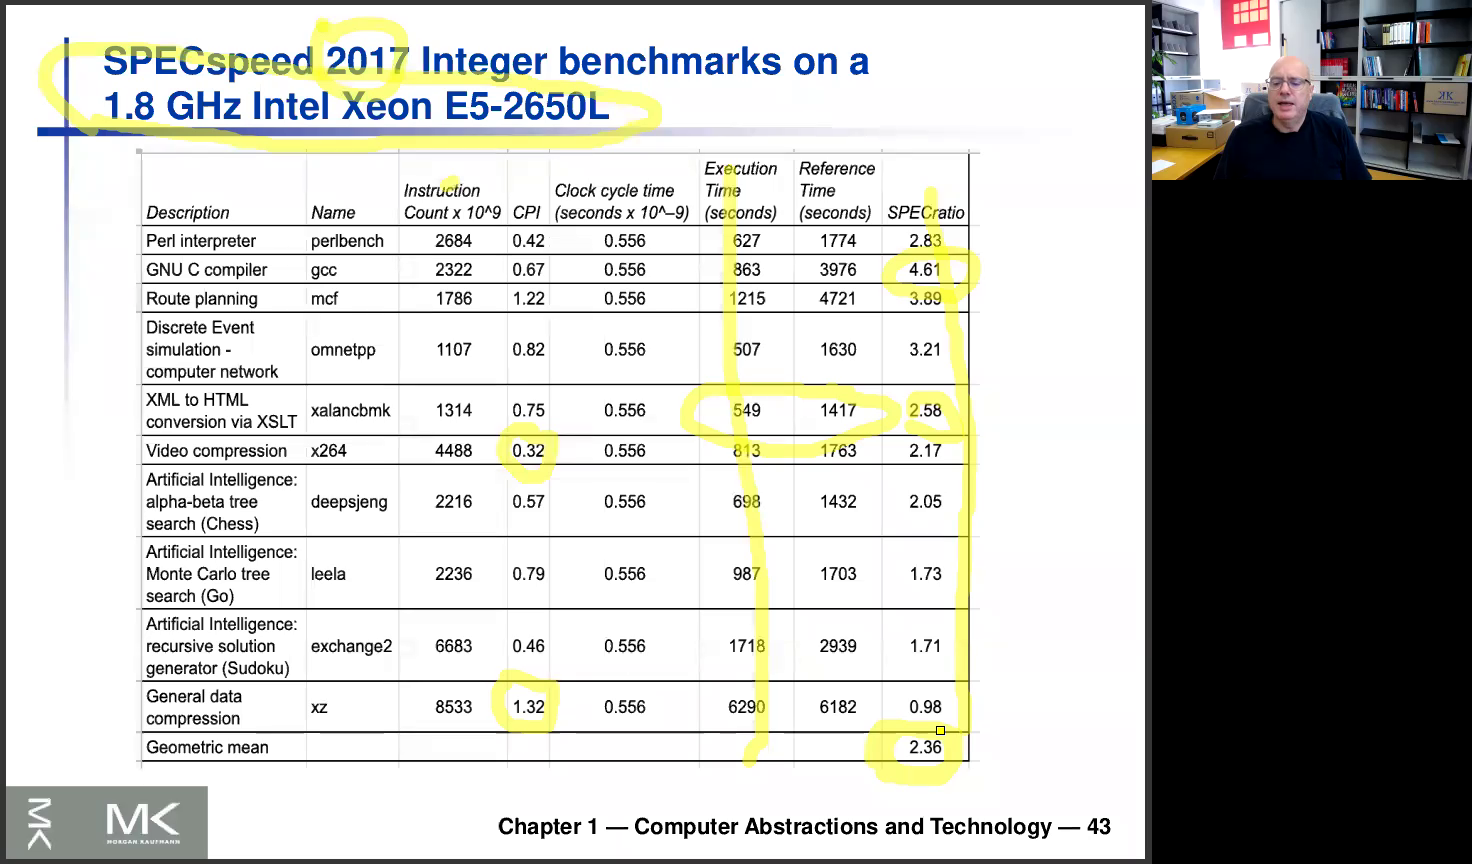 SPECspeed 2017 Integer benchmarks on a
1.8 GHz Intel Xeon E5-2650L
Description Name Instruction Count x 10^9 CPI Clock cycle time (seconds x 10^–9) Execution Time (seconds) Reference Time (seconds) SPECratio
Perl interpreter perlbench 2684 0.42 0.556 627 1774 2.83
GNU C compiler gcc 2322 0.67 0.556 863 3976 4.61
Route planning mcf 1786 1.22 0.556 1215 4721 3.89
Discrete Event simulation - computer network omnetpp 1107 0.82 0.556 507 1630 3.21
XML to HTML conversion via XSLT xalancbmk 1314 0.75 0.556 549 1417 2.58
Video compression x264 4488 0.32 0.556 813 1763 2.17
Artificial Intelligence: alpha-beta tree search (Chess) deepsjeng 2216 0.57 0.556 698 1432 2.05
Artificial Intelligence: Monte Carlo tree search (Go) leela 2236 0.79 0.556 987 1703 1.73
Artificial Intelligence: recursive solution generator (Sudoku) exchange2 6683 0.46 0.556 1718 2939 1.71
General data compression xz 8533 1.32 0.556 6290 6182 0.98
Geometric mean 2.36
MK
MK
MORGAN KAUFMANN
Chapter 1 — Computer Abstractions and Technology — 43